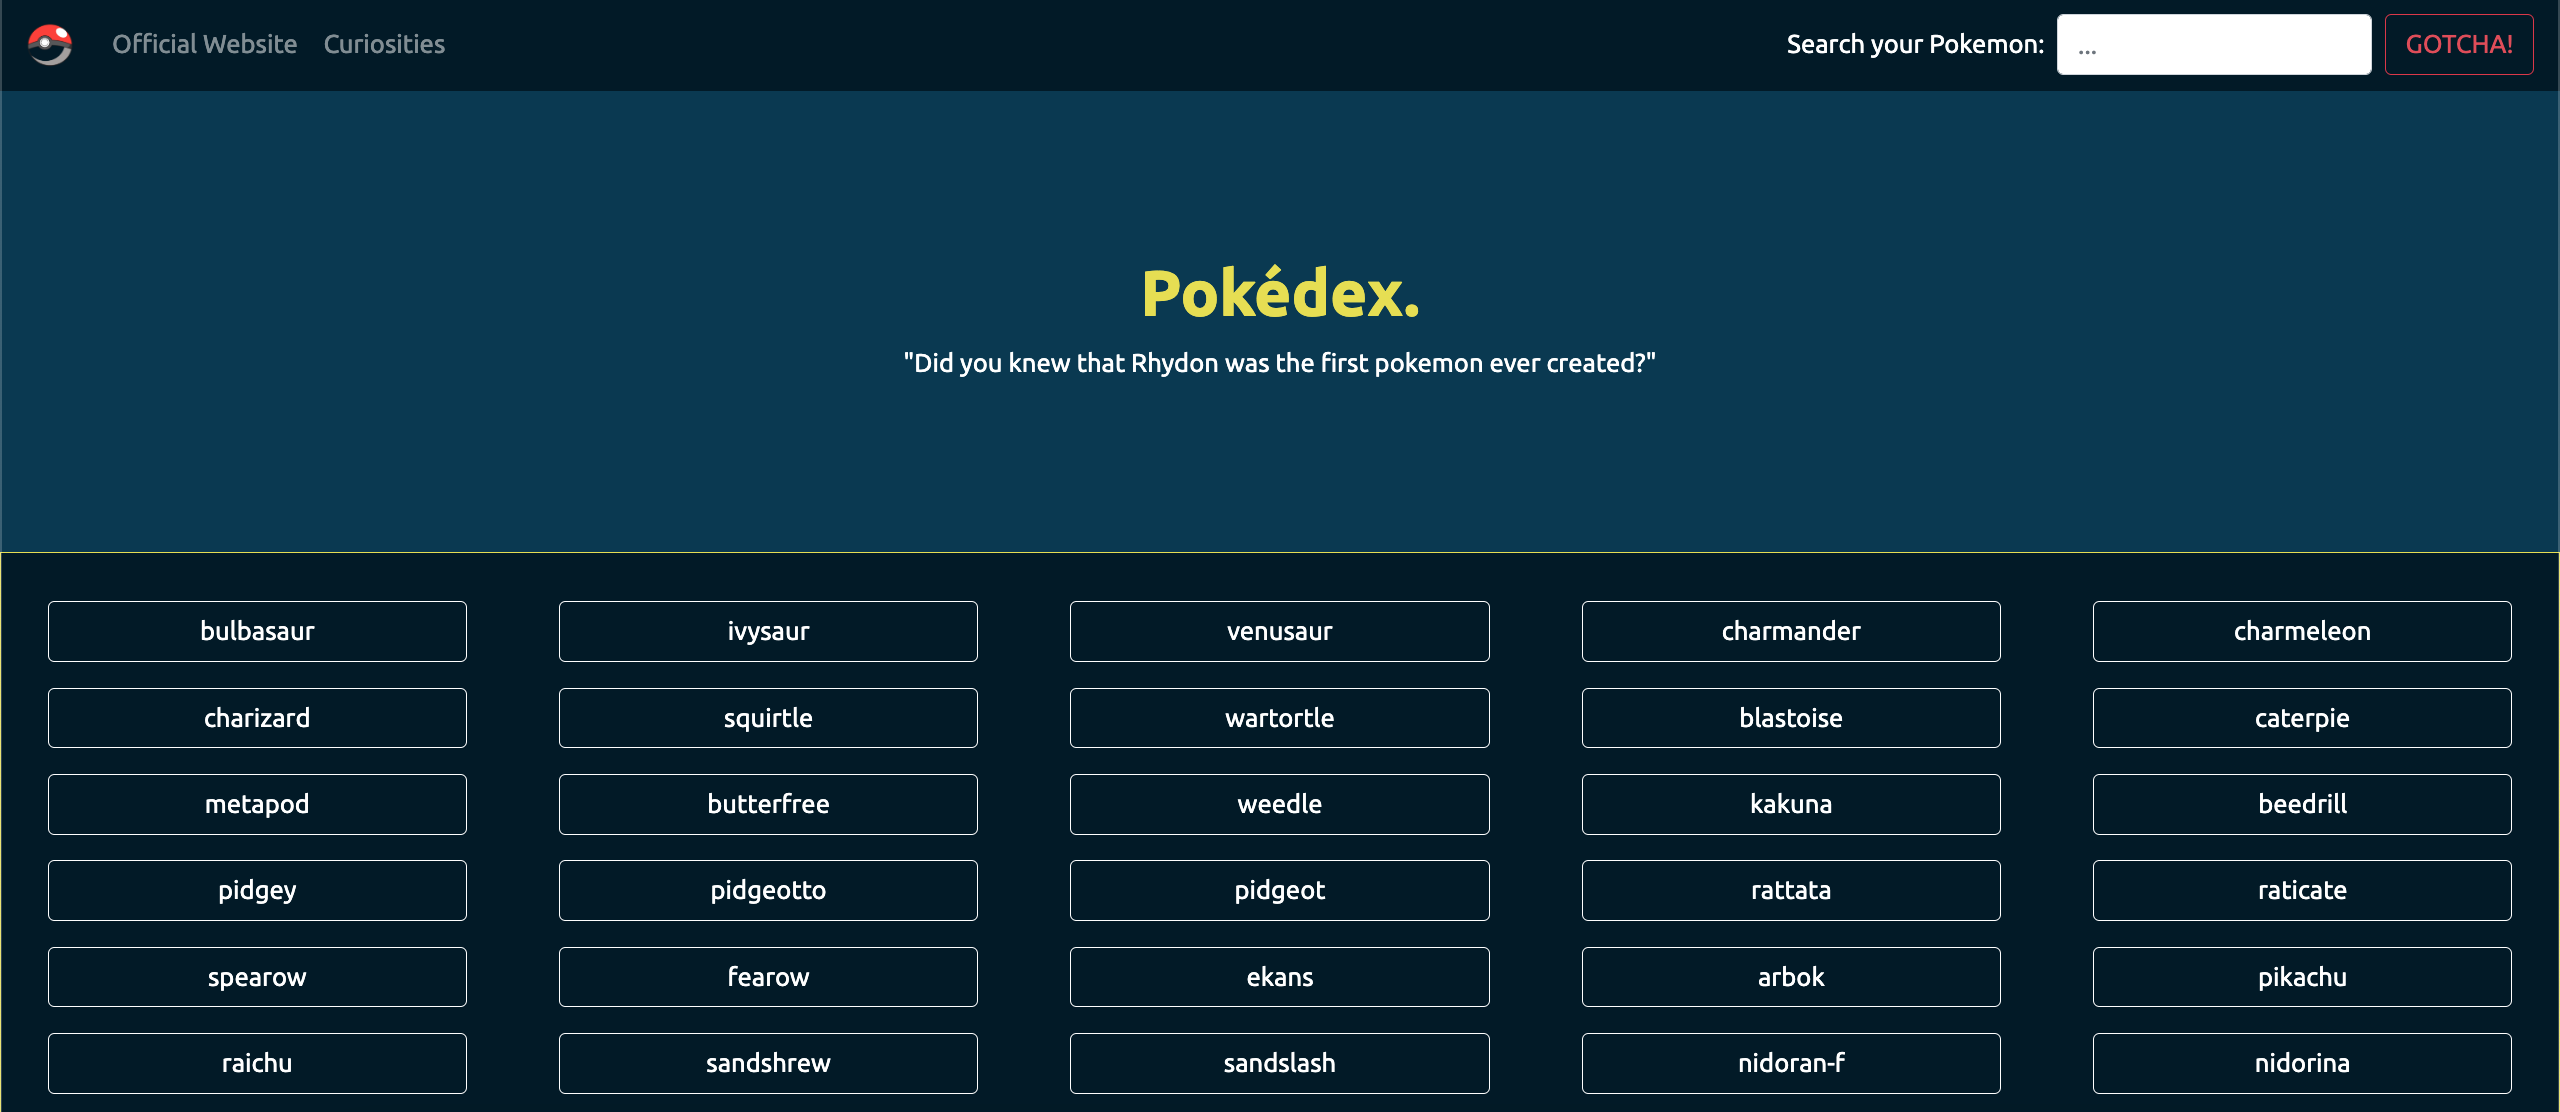 Official Website Curiosities Search your Pokemon: ... GOTCHA!
Pokédex.
"Did you knew that Rhydon was the first pokemon ever created?"
bulbasaur ivysaur venusaur charmander charmeleon
charizard squirtle wartortle blastoise caterpie
metapod butterfree weedle kakuna beedrill
pidgey pidgeotto pidgeot rattata raticate
spearow fearow ekans arbok pikachu
raichu sandshrew sandslash nidoran-f nidorina